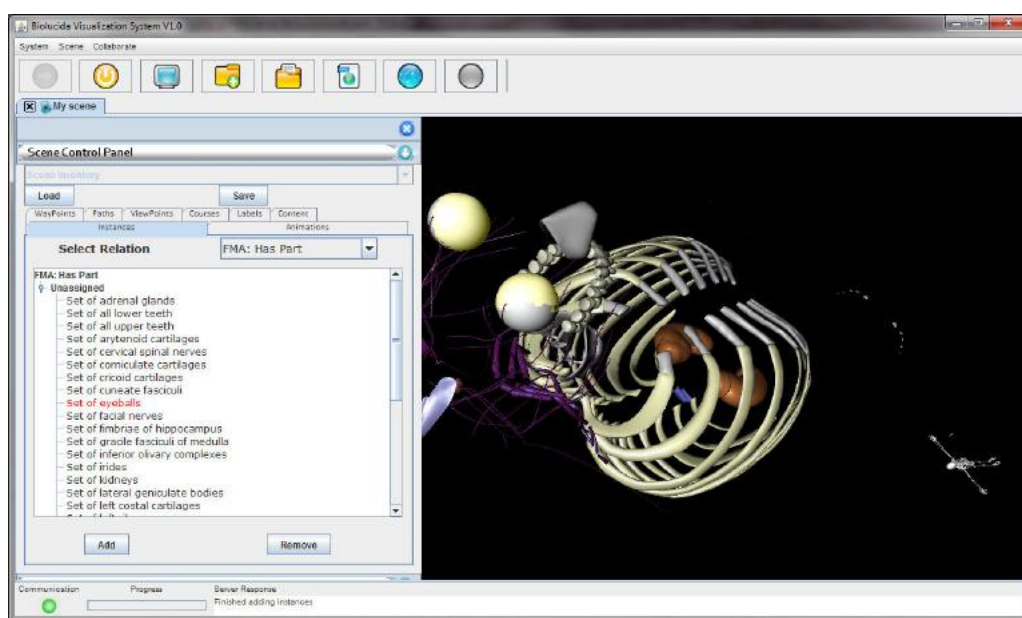 Biolucida Visualization System V1.0
System Scene Collaborate
My scene
Scene Control Panel
Scene Inventory
Load Save
WayPoints Paths ViewPoints Courses Labels Content
Instances Animations
Select Relation FMA: Has Part
FMA: Has Part
Unassigned
Set of adrenal glands
Set of all lower teeth
Set of all upper teeth
Set of arytenoid cartilages
Set of cervical spinal nerves
Set of corniculate cartilages
Set of cricoid cartilages
Set of cuneate fasciculi
Set of eyeballs
Set of facial nerves
Set of fimbriae of hippocampus
Set of gracile fasciculi of medulla
Set of inferior olivary complexes
Set of irides
Set of kidneys
Set of lateral geniculate bodies
Set of left costal cartilages
Add Remove
Communication Progress Server Response
Finished adding instances